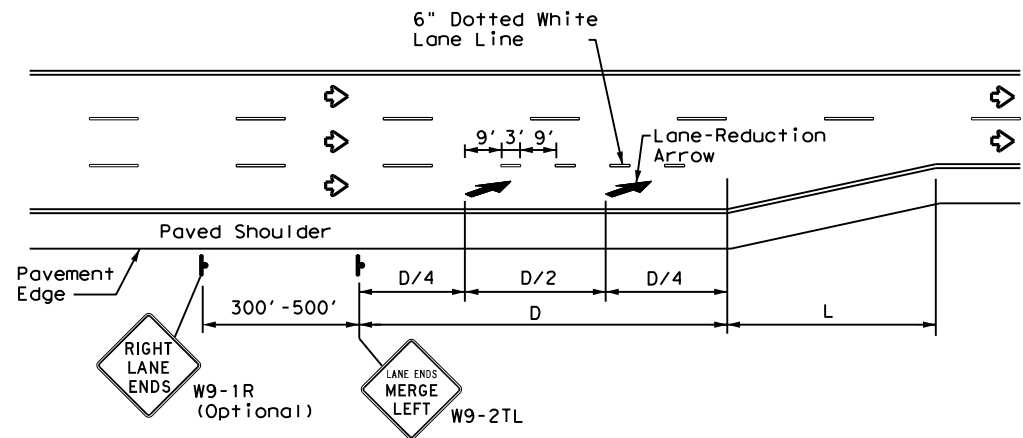 6" Dotted White
Lane Line
9' 3' 9'
Lane-Reduction
Arrow
Paved Shoulder
Pavement
Edge
D/4 D/2 D/4
300'-500' D L
RIGHT
LANE
ENDS
W9-1R
(Optional)
LANE ENDS
MERGE
LEFT
W9-2TL